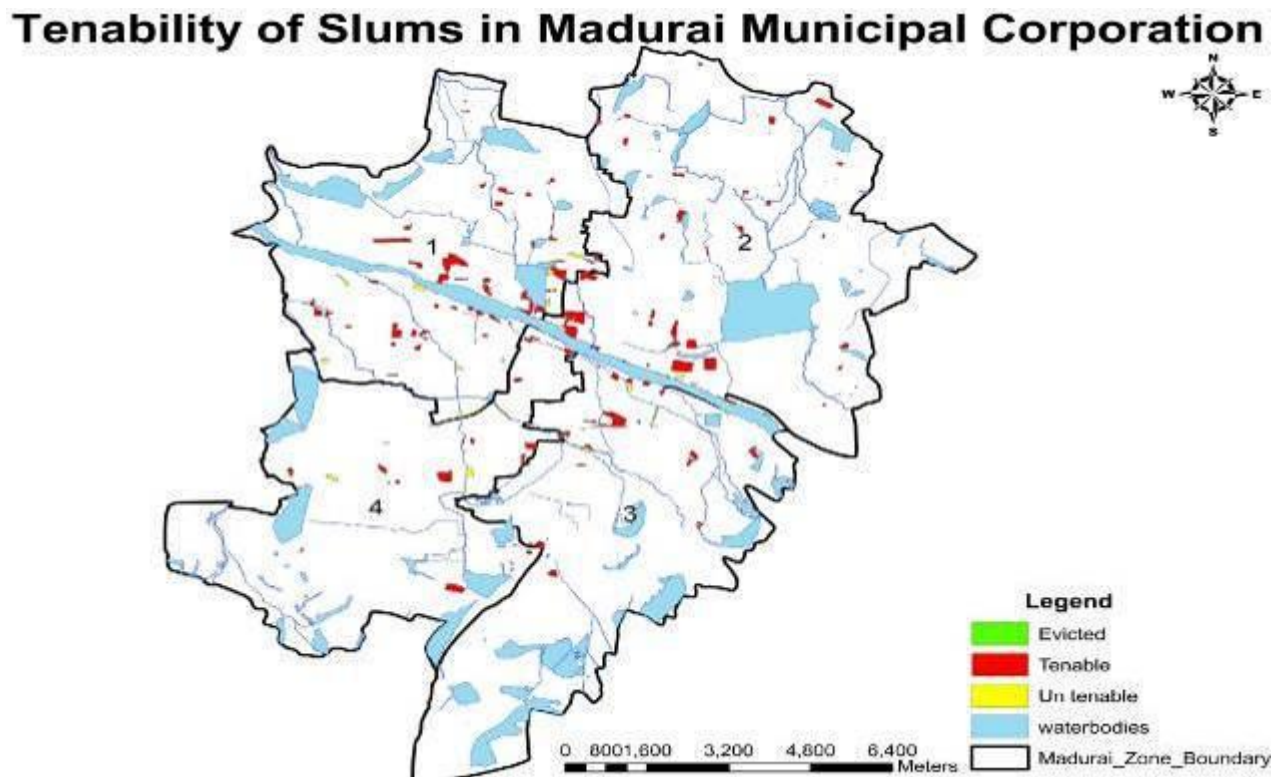 Tenability of Slums in Madurai Municipal Corporation
N
W E
S
1
2
3
4
Legend
Evicted
Tenable
Un tenable
waterbodies
Madurai_Zone_Boundary
0 8001,600 3,200 4,800 6,400
Meters